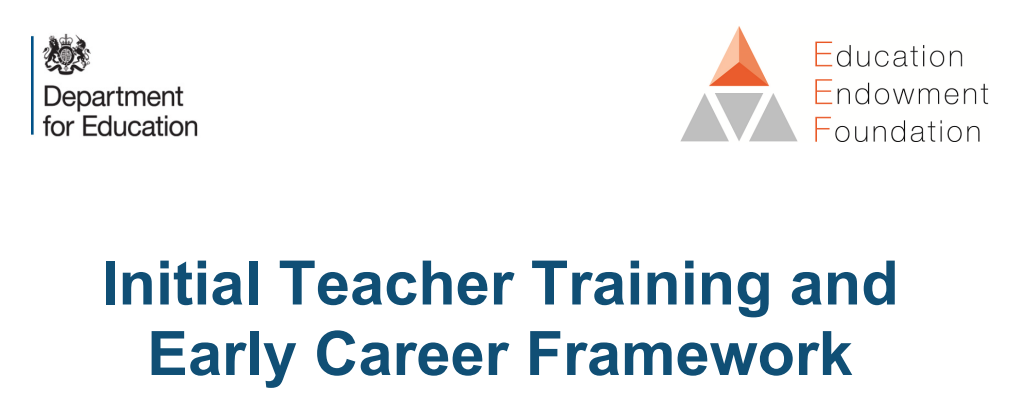 Department
for Education
Education
Endowment
Foundation
Initial Teacher Training and
Early Career Framework